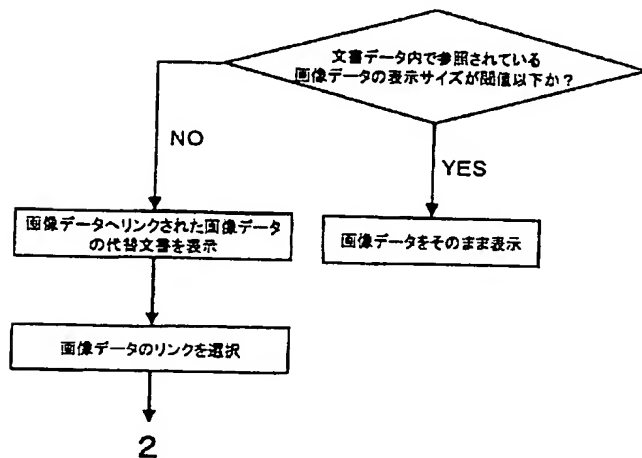 文書データ内で参照されている
画像データの表示サイズが閾値以下か?
NO
YES
画像データへリンクされた画像データ
の代替文書を表示
画像データをそのまま表示
画像データのリンクを選択
2